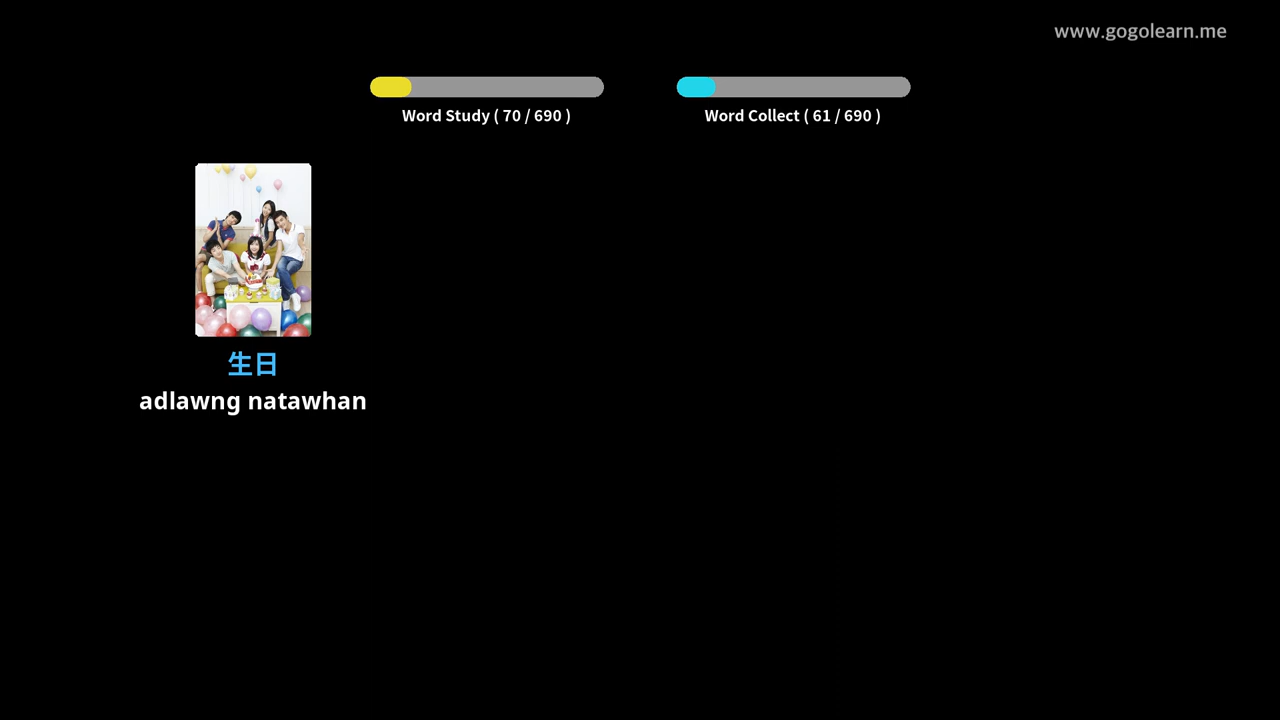 www.gogolearn.me
Word Study ( 70 / 690 )
Word Collect ( 61 / 690 )
生日
adlawng natawhan